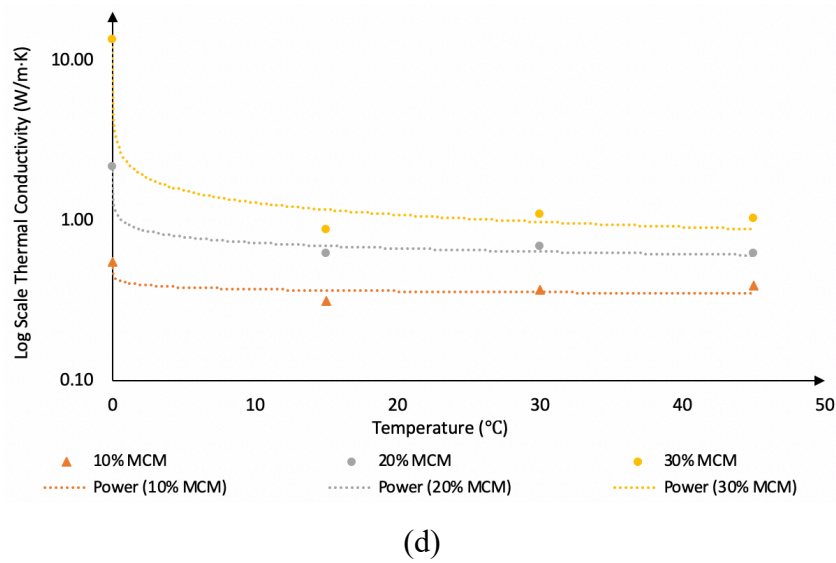 Log Scale Thermal Conductivity (W/m·K)
10.00
1.00
0.10
0 10 20 30 40 50
Temperature (℃)
10% MCM 20% MCM 30% MCM
Power (10% MCM) Power (20% MCM) Power (30% MCM)
(d)